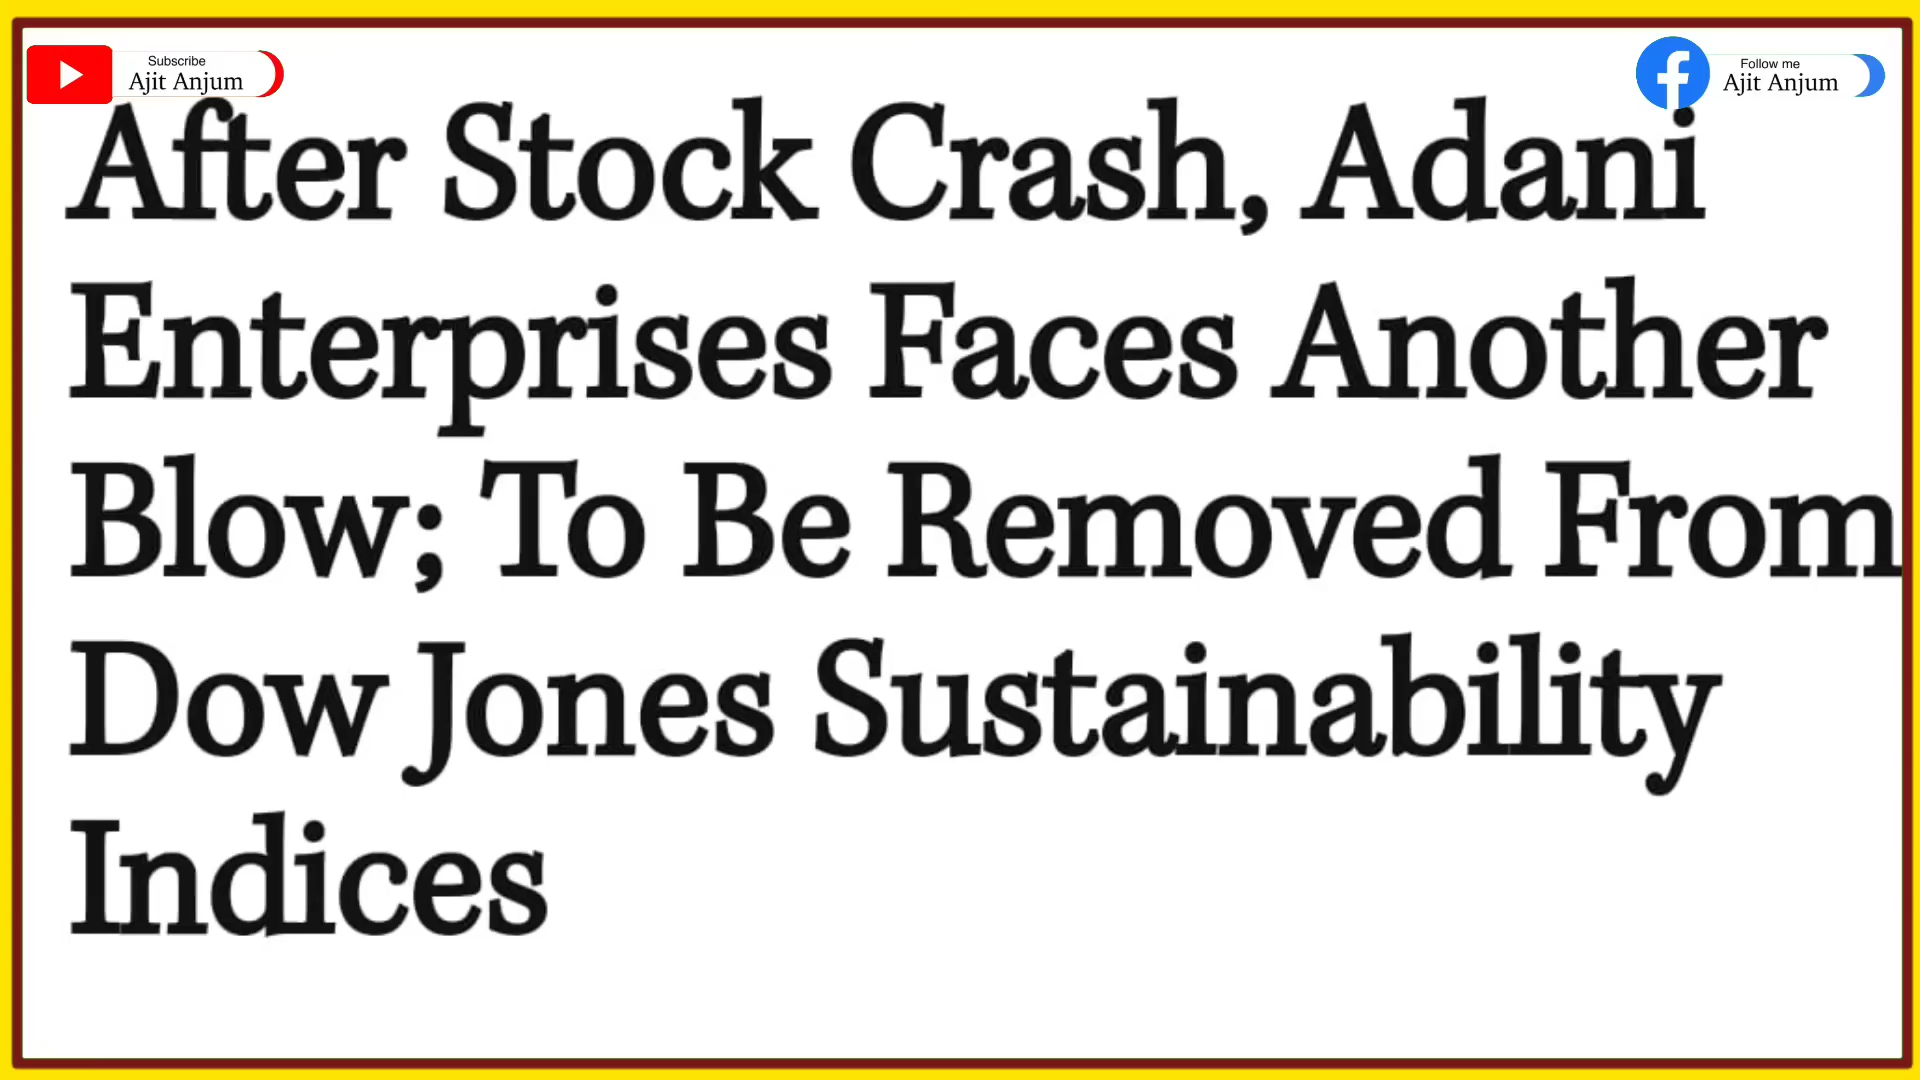 Subscribe
Ajit Anjum
Follow me
Ajit Anjum
After Stock Crash, Adani
Enterprises Faces Another
Blow; To Be Removed From
Dow Jones Sustainability
Indices